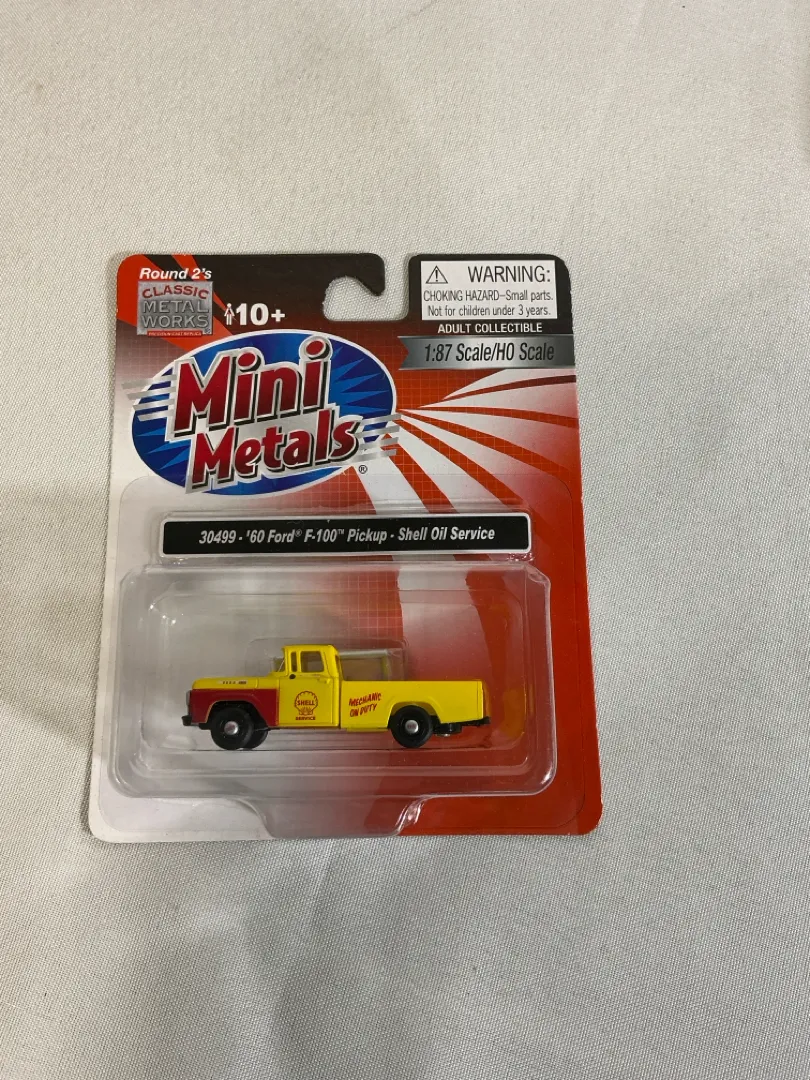 Round 2's
CLASSIC
METAL
WORKS
10+
WARNING:
CHOKING HAZARD–Small parts.
Not for children under 3 years.
ADULT COLLECTIBLE
1:87 Scale/HO Scale
Mini
Metals®
30499 - '60 Ford® F-100™ Pickup - Shell Oil Service
FORD
SHELL
SERVICE
MECHANIC
ON DUTY